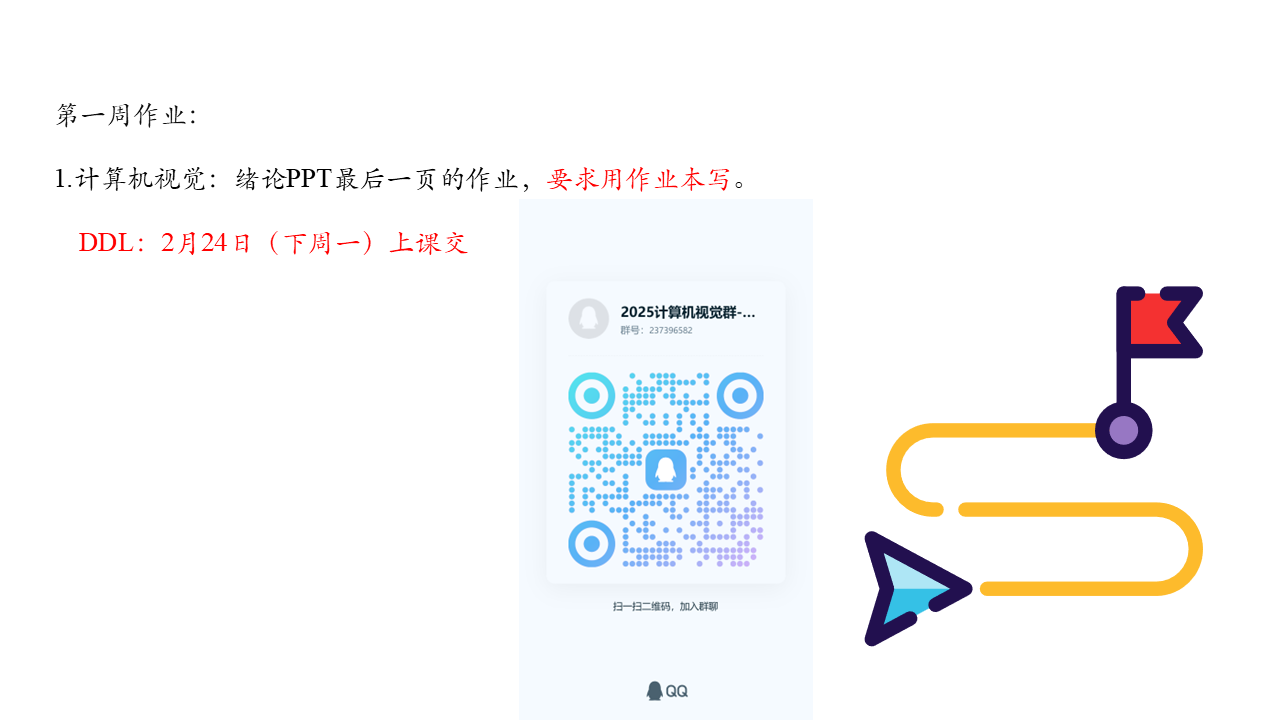 第一周作业：
1.计算机视觉：绪论PPT最后一页的作业，要求用作业本写。
DDL：2月24日（下周一）上课交
2025计算机视觉群-...
群号：237396582
扫一扫二维码，加入群聊
QQ